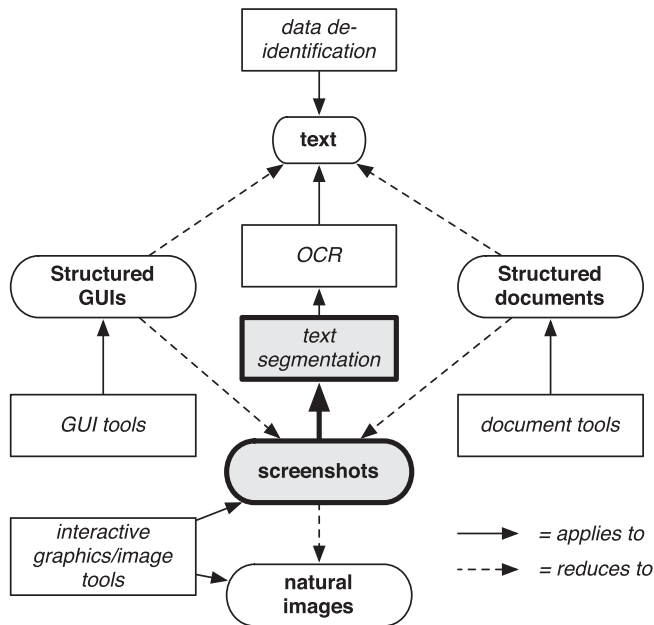 data de-
identification
text
OCR
Structured
GUIs
Structured
documents
text
segmentation
GUI tools
document tools
screenshots
interactive
graphics/image
tools
= applies to
= reduces to
natural
images